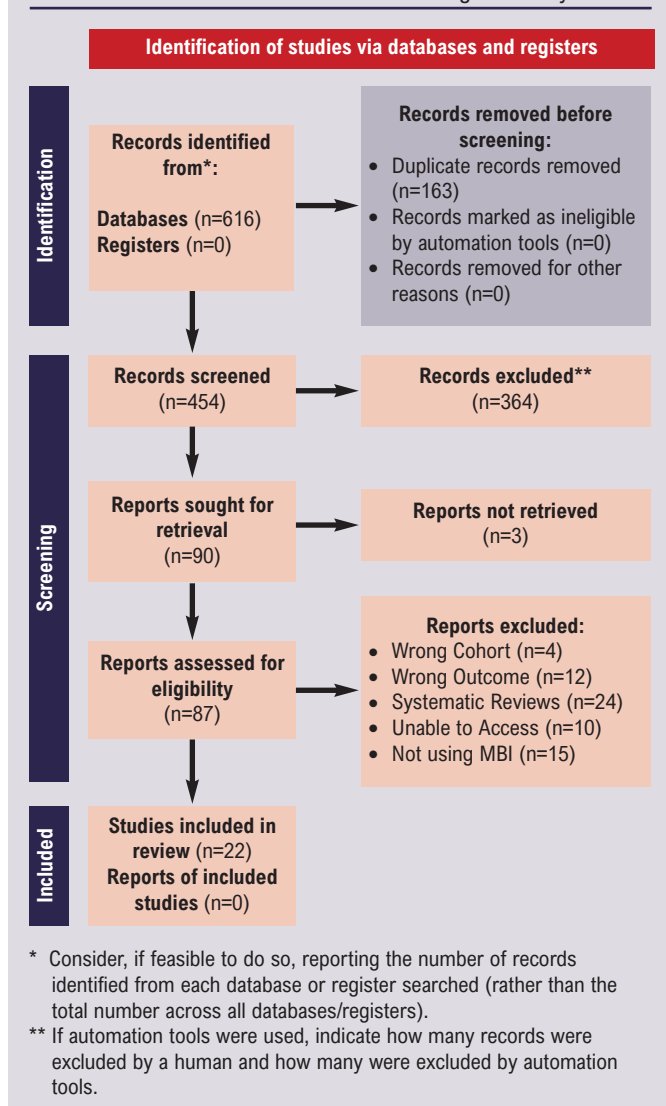 Identification of studies via databases and registers
Identification
Records identified
from*:
Databases (n=616)
Registers (n=0)
Records removed before
screening:
• Duplicate records removed
(n=163)
• Records marked as ineligible
by automation tools (n=0)
• Records removed for other
reasons (n=0)
Screening
Records screened
(n=454)
Records excluded**
(n=364)
Reports sought for
retrieval
(n=90)
Reports not retrieved
(n=3)
Reports assessed for
eligibility
(n=87)
Reports excluded:
• Wrong Cohort (n=4)
• Wrong Outcome (n=12)
• Systematic Reviews (n=24)
• Unable to Access (n=10)
• Not using MBI (n=15)
Included
Studies included in
review (n=22)
Reports of included
studies (n=0)
* Consider, if feasible to do so, reporting the number of records
identified from each database or register searched (rather than the
total number across all databases/registers).
** If automation tools were used, indicate how many records were
excluded by a human and how many were excluded by automation
tools.